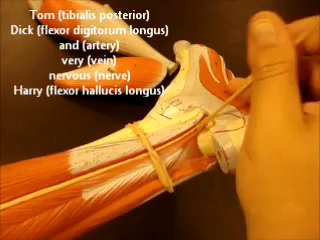 Tom (tibialis posterior)
Dick (flexor digitorum longus)
and (artery)
very (vein)
nervous (nerve)
Harry (flexor hallucis longus)